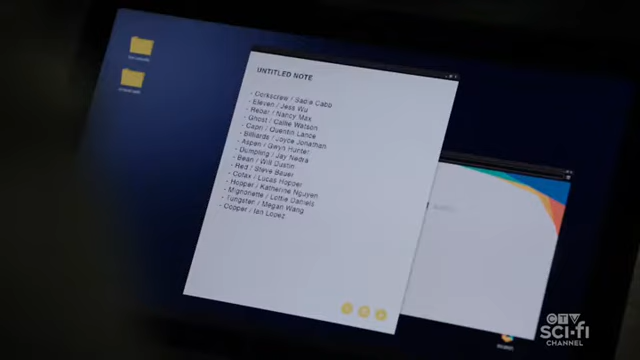 UNTITLED NOTE
- Corkscrew / Sadie Cabo
- Eleven / Jess Wu
- Reber / Nancy Max
- Ghost / Callie Watson
- Capri / Quentin Lance
- Billiards / Joyce Jonathan
- Aspen / Gwyn Hunter
- Dumpling / Jay Nedra
- Bean / Will Dustin
- Red / Steve Bauer
- Cofax / Lucas Hopper
- Hopper / Katherine Nguyen
- Mignonette / Lottie Daniels
- Tungsten / Megan Wang
- Copper / Ian Lopez
CTV
SCI·FI
CHANNEL